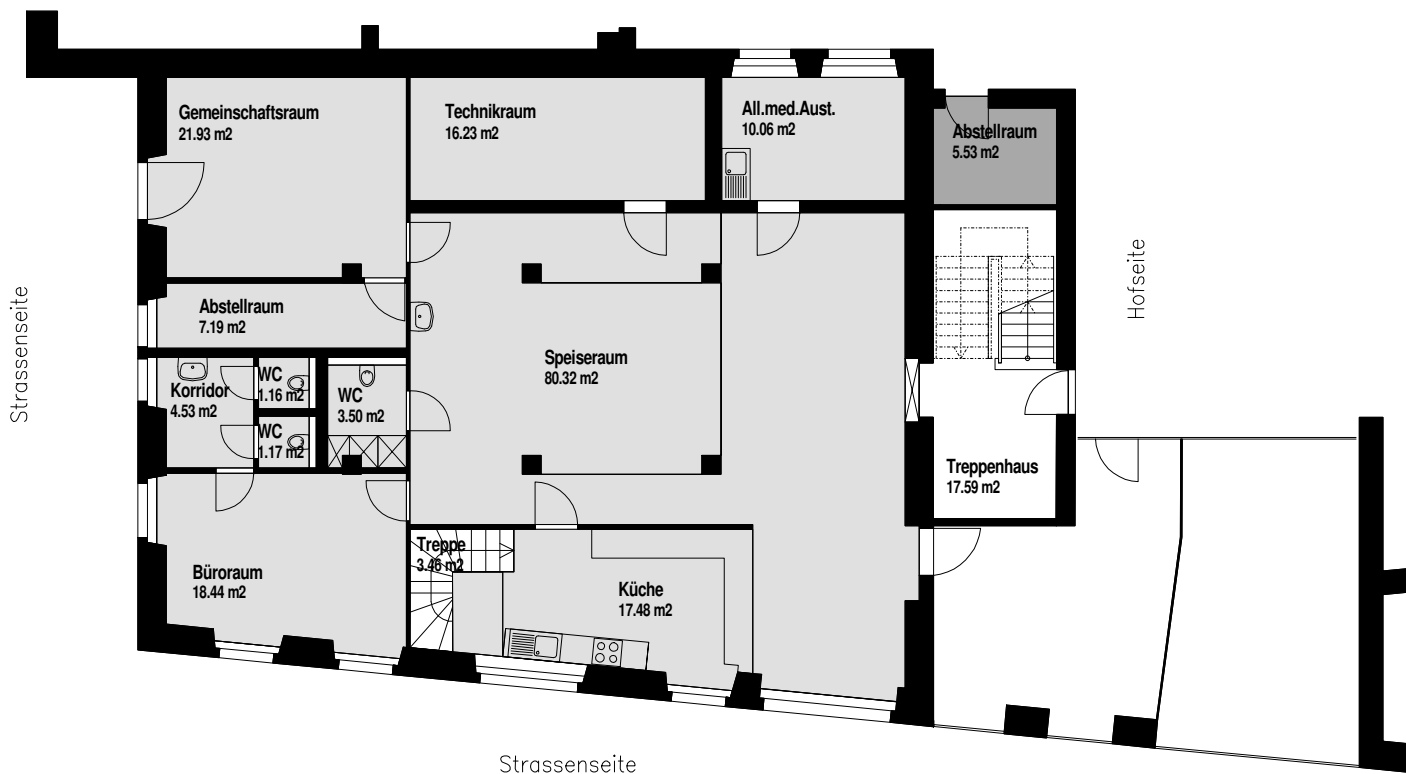 Gemeinschaftsraum
21.93 m2
Technikraum
16.23 m2
All.med.Aust.
10.06 m2
Abstellraum
5.53 m2
Hofseite
Strassenseite
Abstellraum
7.19 m2
Speiseraum
80.32 m2
Korridor
4.53 m2
WC
1.16 m2
WC
3.50 m2
WC
1.17 m2
Treppenhaus
17.59 m2
Treppe
3.46 m2
Büroraum
18.44 m2
Küche
17.48 m2
Strassenseite